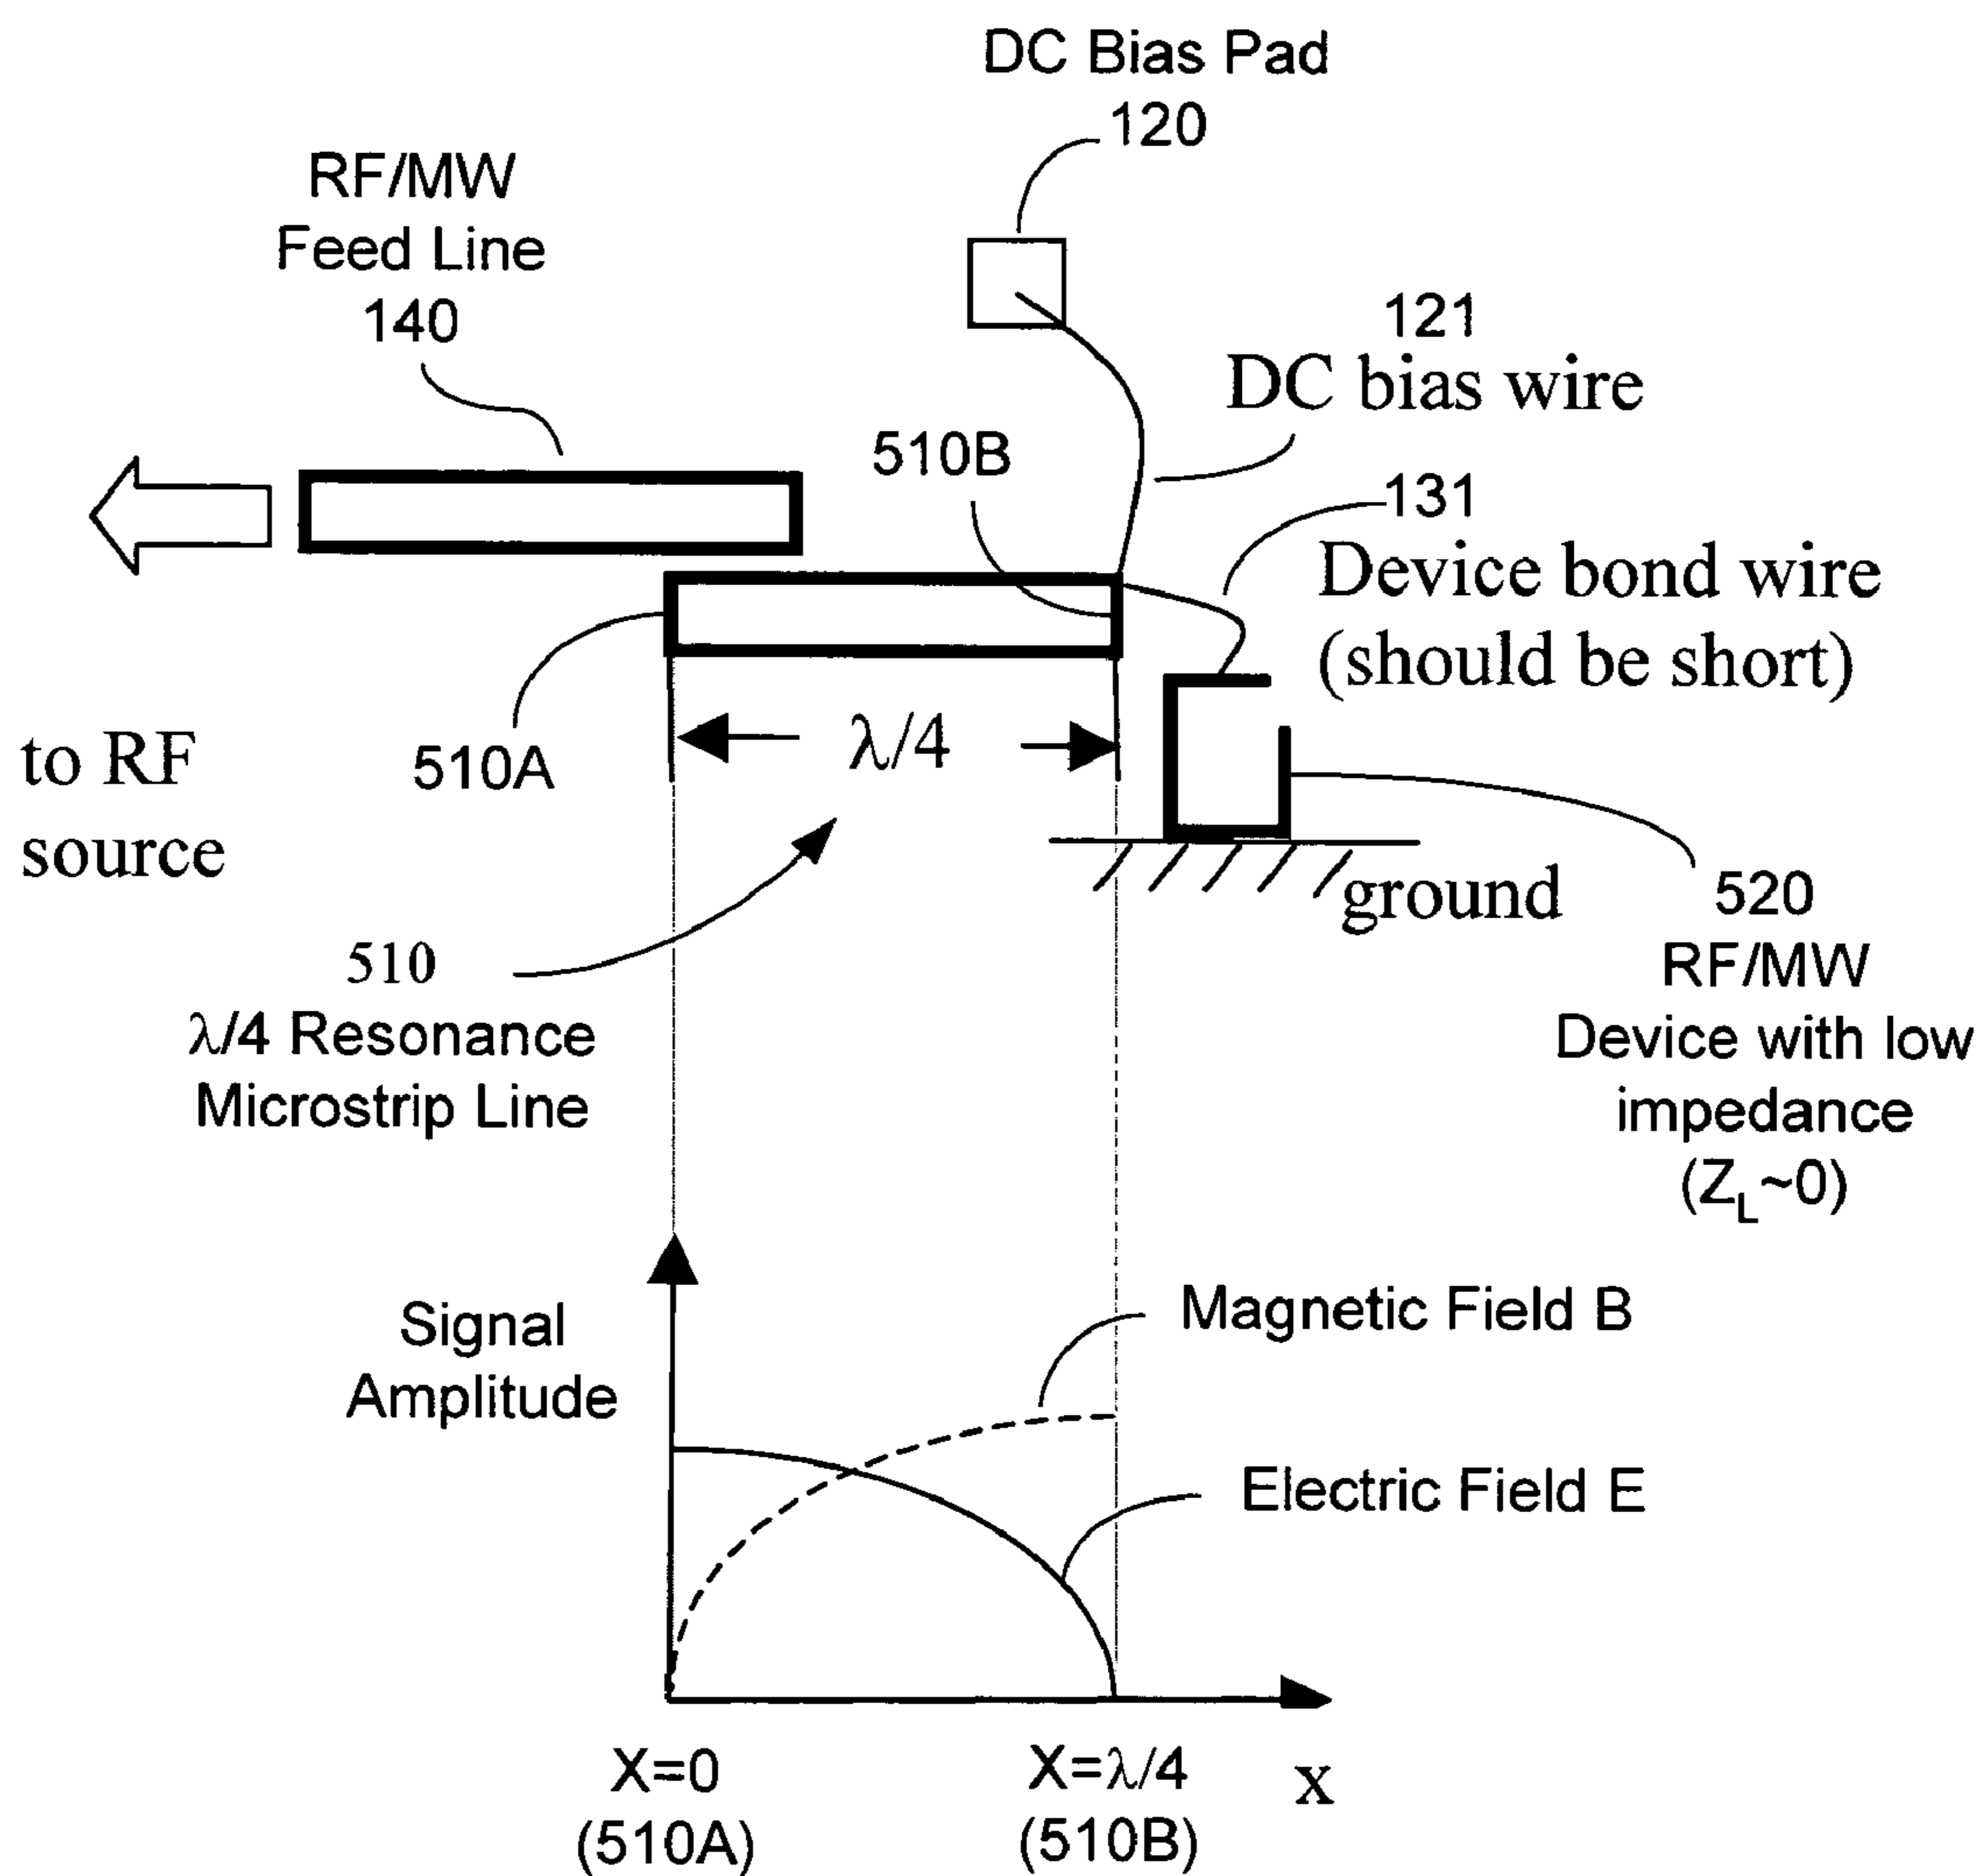 DC Bias Pad
120
RF/MW
Feed Line
140
121
DC bias wire
510B
131
Device bond wire
(should be short)
λ/4
510A
to RF
source
ground
520
RF/MW
Device with low
impedance
(ZL~0)
510
λ/4 Resonance
Microstrip Line
Signal
Amplitude
Magnetic Field B
Electric Field E
X=0
(510A)
X=λ/4
(510B)
x